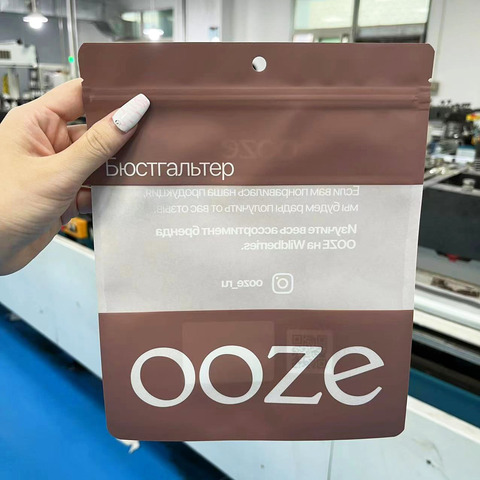 Бюстгальтер
Если вам понравилась наша продукция,
мы будем рады получить от вас отзыв.
Изучите весь ассортимент бренда
OOZE на Wildberries.
ooze_ru
ooze